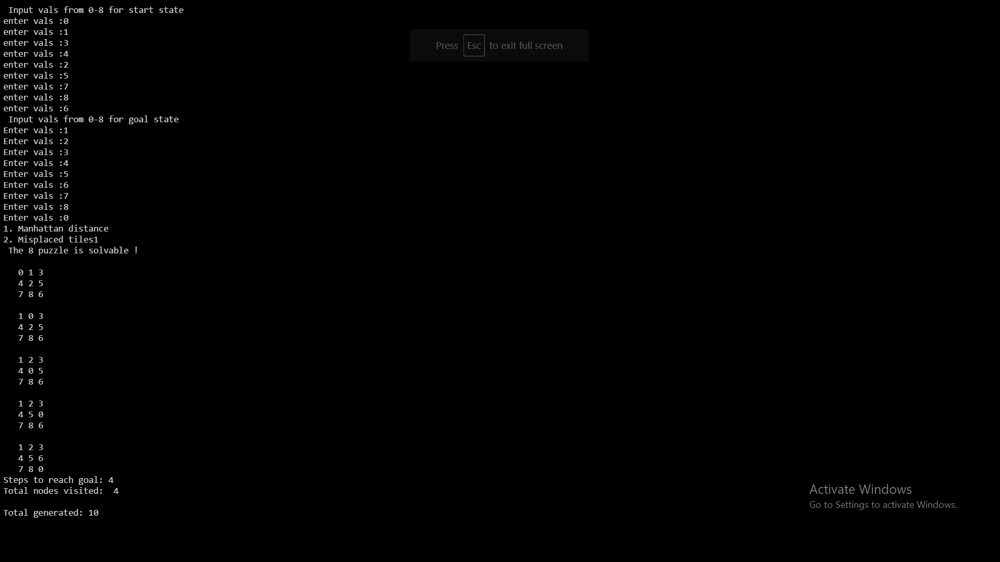 Input vals from 0-8 for start state
enter vals :0
enter vals :1
enter vals :3
enter vals :4
enter vals :2
enter vals :5
enter vals :7
enter vals :8
enter vals :6
Input vals from 0-8 for goal state
Enter vals :1
Enter vals :2
Enter vals :3
Enter vals :4
Enter vals :5
Enter vals :6
Enter vals :7
Enter vals :8
Enter vals :0
1. Manhattan distance
2. Misplaced tiles1
The 8 puzzle is solvable !
0 1 3
4 2 5
7 8 6
1 0 3
4 2 5
7 8 6
1 2 3
4 0 5
7 8 6
1 2 3
4 5 0
7 8 6
1 2 3
4 5 6
7 8 0
Steps to reach goal: 4
Total nodes visited:  4
Total generated: 10
Press Esc to exit full screen
Activate Windows
Go to Settings to activate Windows.